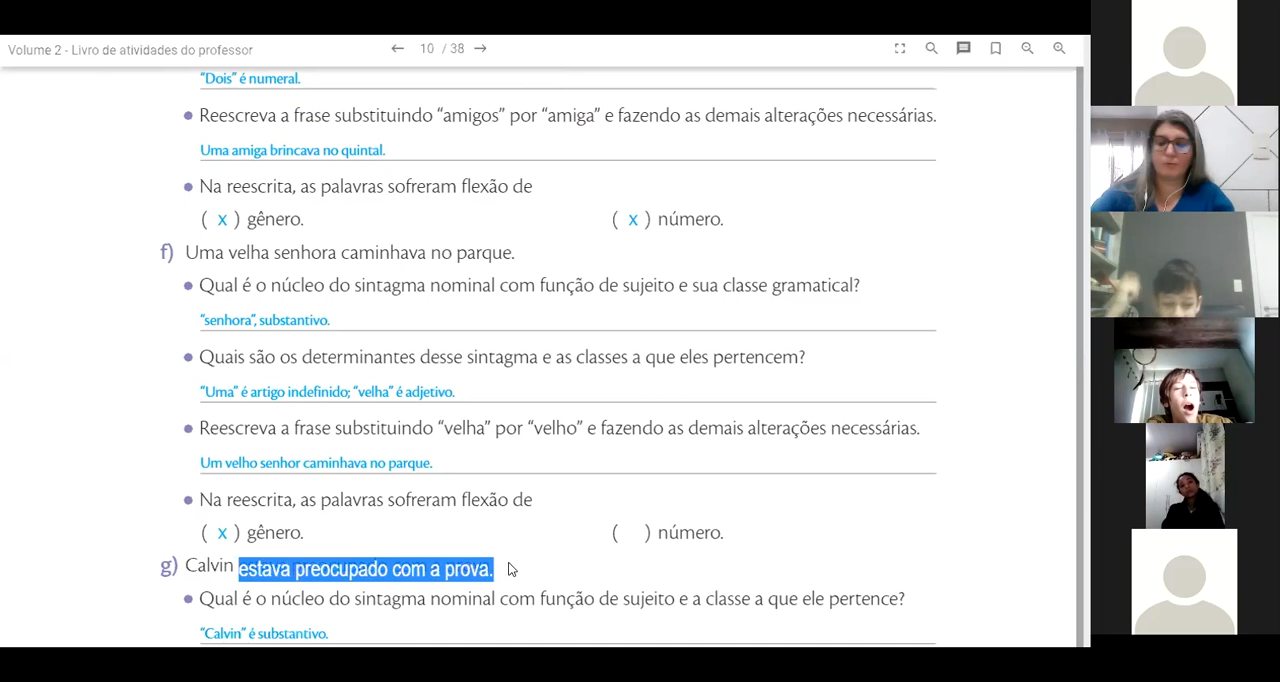 Volume 2 - Livro de atividades do professor
10 / 38
“Dois” é numeral.
Reescreva a frase substituindo “amigos” por “amiga” e fazendo as demais alterações necessárias.
Uma amiga brincava no quintal.
Na reescrita, as palavras sofreram flexão de
( x ) gênero. ( x ) número.
f) Uma velha senhora caminhava no parque.
Qual é o núcleo do sintagma nominal com função de sujeito e sua classe gramatical?
“senhora”, substantivo.
Quais são os determinantes desse sintagma e as classes a que eles pertencem?
“Uma” é artigo indefinido; “velha” é adjetivo.
Reescreva a frase substituindo “velha” por “velho” e fazendo as demais alterações necessárias.
Um velho senhor caminhava no parque.
Na reescrita, as palavras sofreram flexão de
( x ) gênero. ( ) número.
g) Calvin estava preocupado com a prova.
Qual é o núcleo do sintagma nominal com função de sujeito e a classe a que ele pertence?
“Calvin” é substantivo.